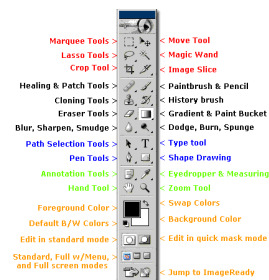 Marquee Tools > < Move Tool
Lasso Tools > < Magic Wand
Crop Tool > < Image Slice
Healing & Patch Tools > < Paintbrush & Pencil
Cloning Tools > < History brush
Eraser Tools > < Gradient & Paint Bucket
Blur, Sharpen, Smudge > < Dodge, Burn, Spunge
Path Selection Tools > < Type tool
Pen Tools > < Shape Drawing
Annotation Tools > < Eyedropper & Measuring
Hand Tool > < Zoom Tool
Foreground Color > < Swap Colors
Default B/W Colors > < Background Color
Edit in standard mode > < Edit in quick mask mode
Standard, Full w/Menu, >
and Full screen modes
< Jump to ImageReady